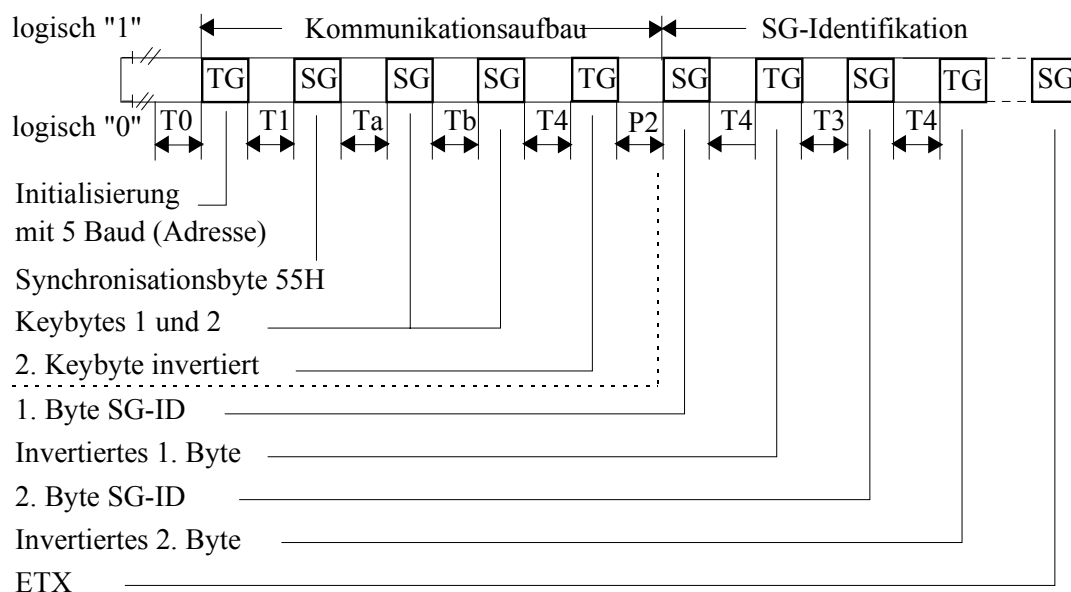 logisch "1" Kommunikationsaufbau SG-Identifikation
TG SG SG SG TG SG TG SG TG SG
logisch "0" T0 T1 Ta Tb T4 P2 T4 T3 T4
Initialisierung
mit 5 Baud (Adresse)
Synchronisationsbyte 55H
Keybytes 1 und 2
2. Keybyte invertiert
1. Byte SG-ID
Invertiertes 1. Byte
2. Byte SG-ID
Invertiertes 2. Byte
ETX